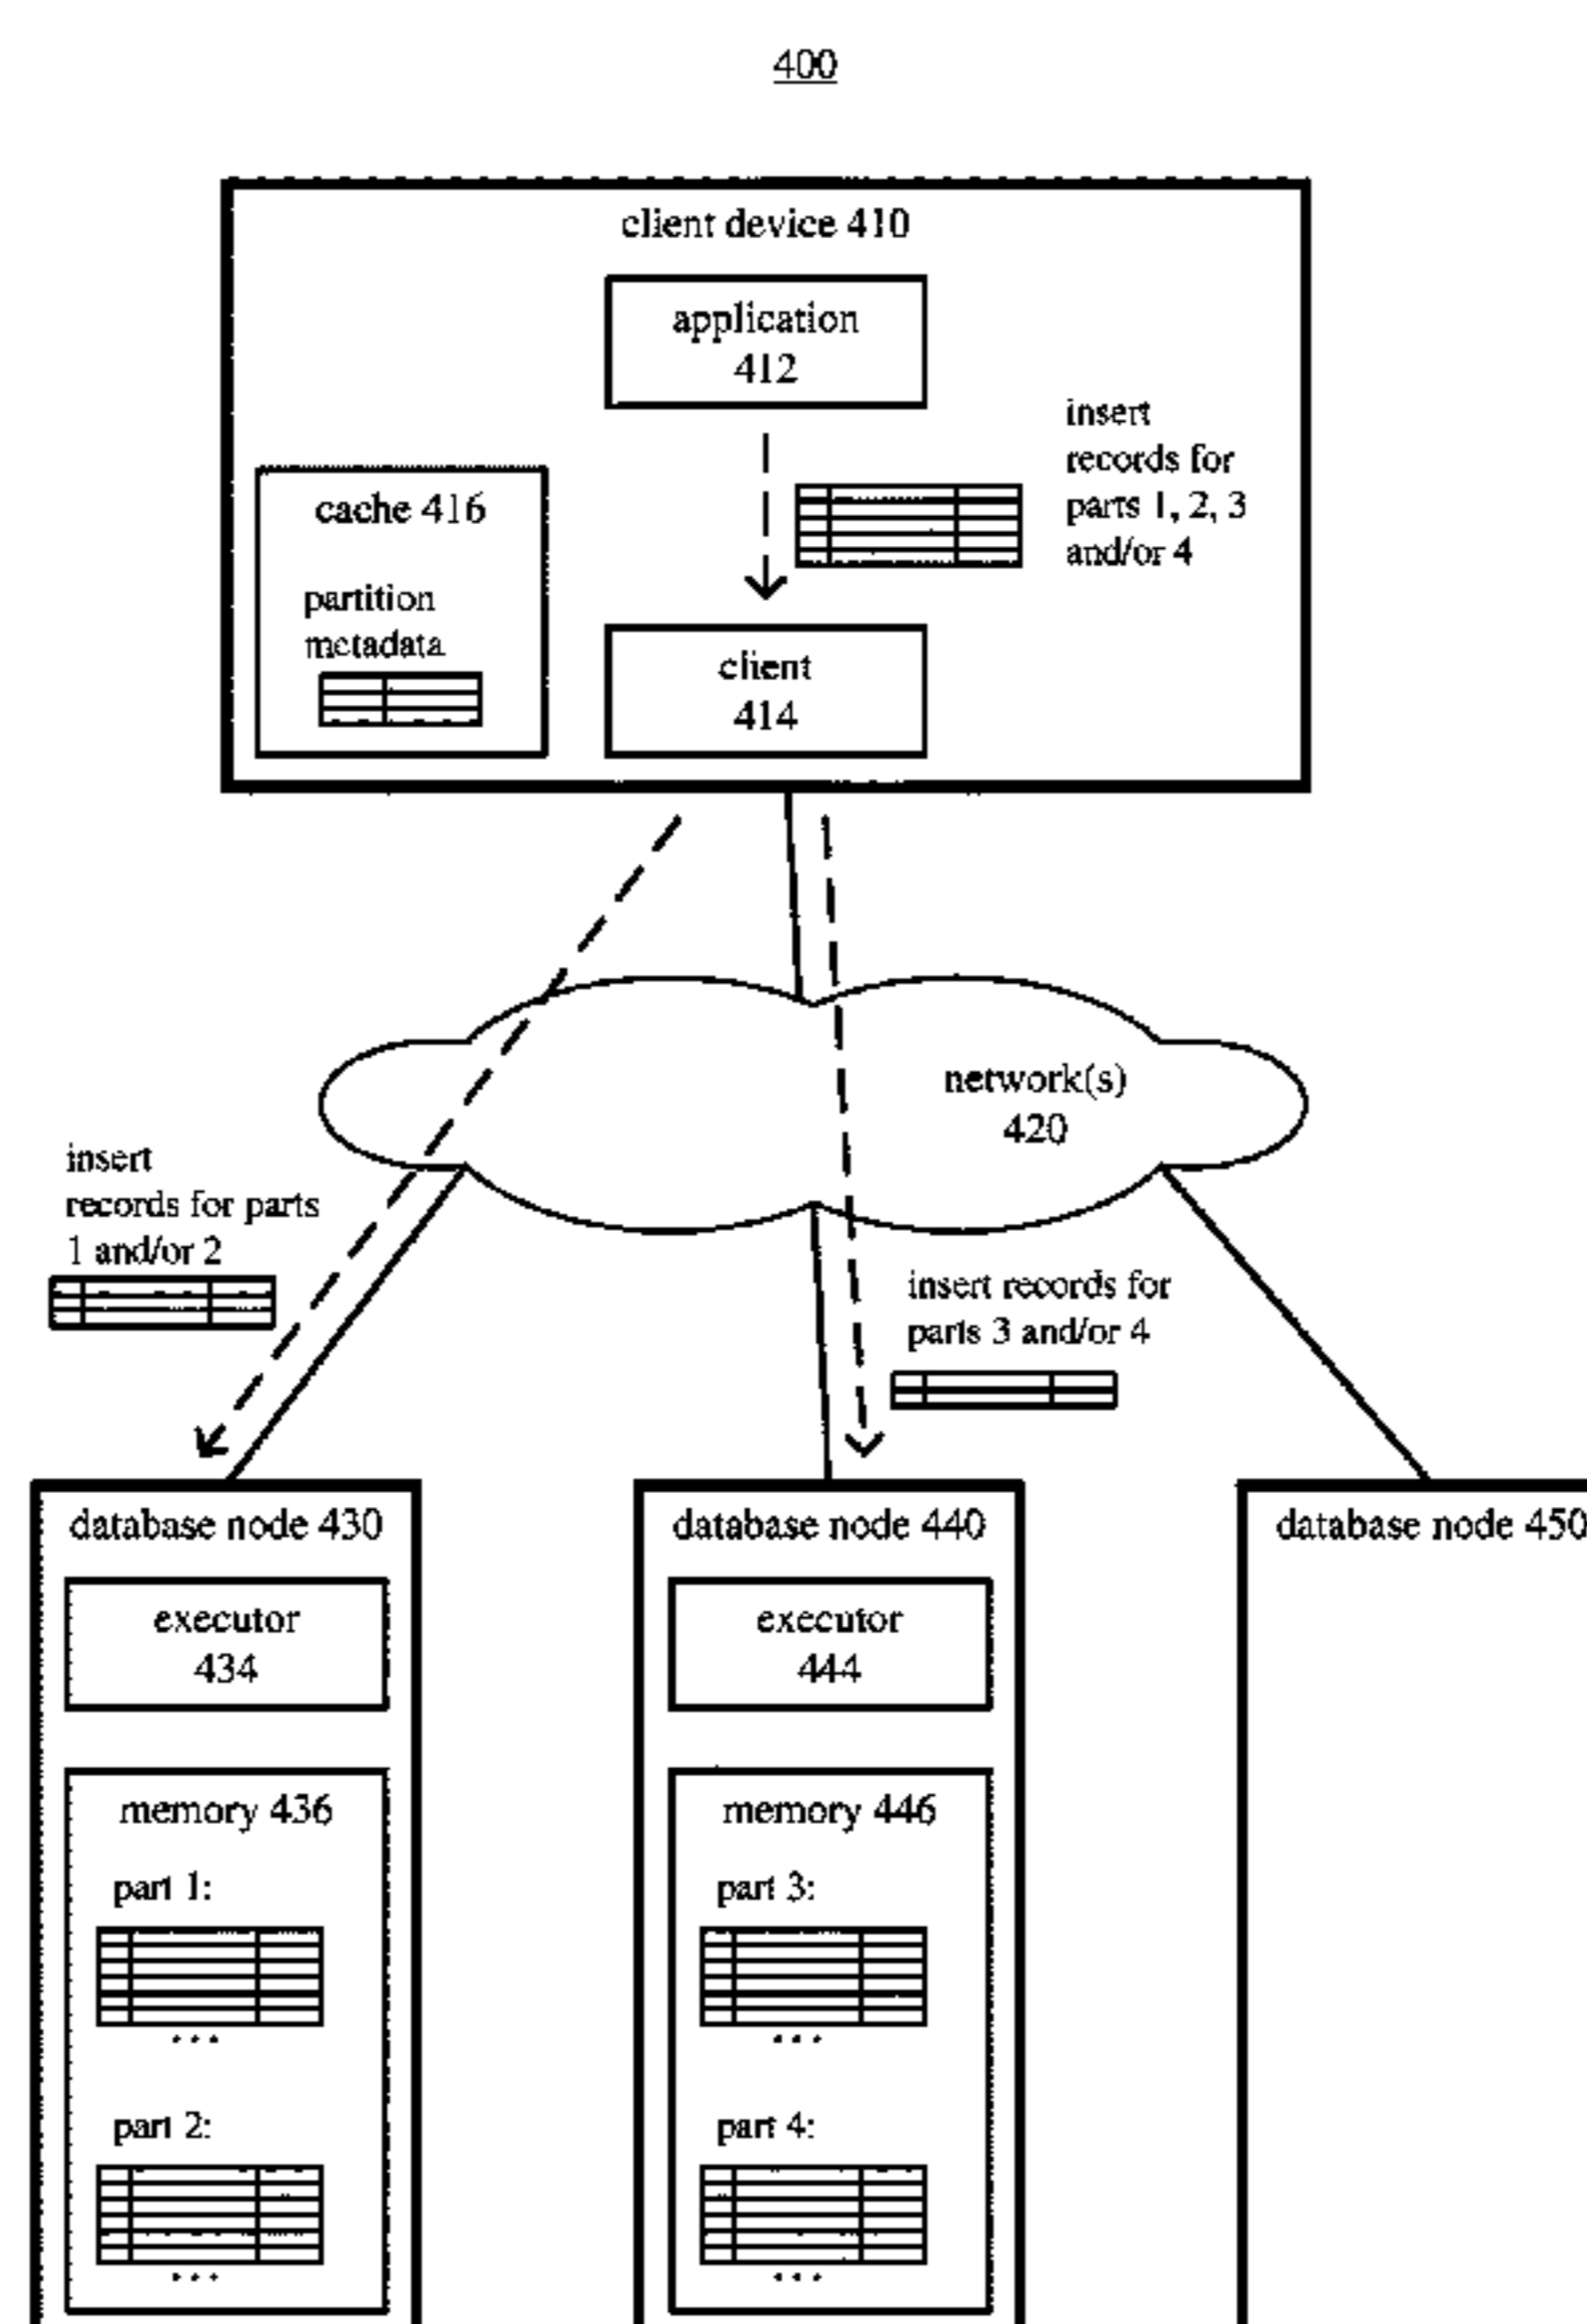 400
client device 410
application
412
insert
records for
parts 1, 2, 3
and/or 4
cache 416
partition
metadata
client
414
network(s)
420
insert
records for parts
1 and/or 2
insert records for
parts 3 and/or 4
database node 430
database node 440
database node 450
executor
434
executor
444
memory 436
memory 446
part 1:
part 3:
...
...
part 2:
part 4:
...
...